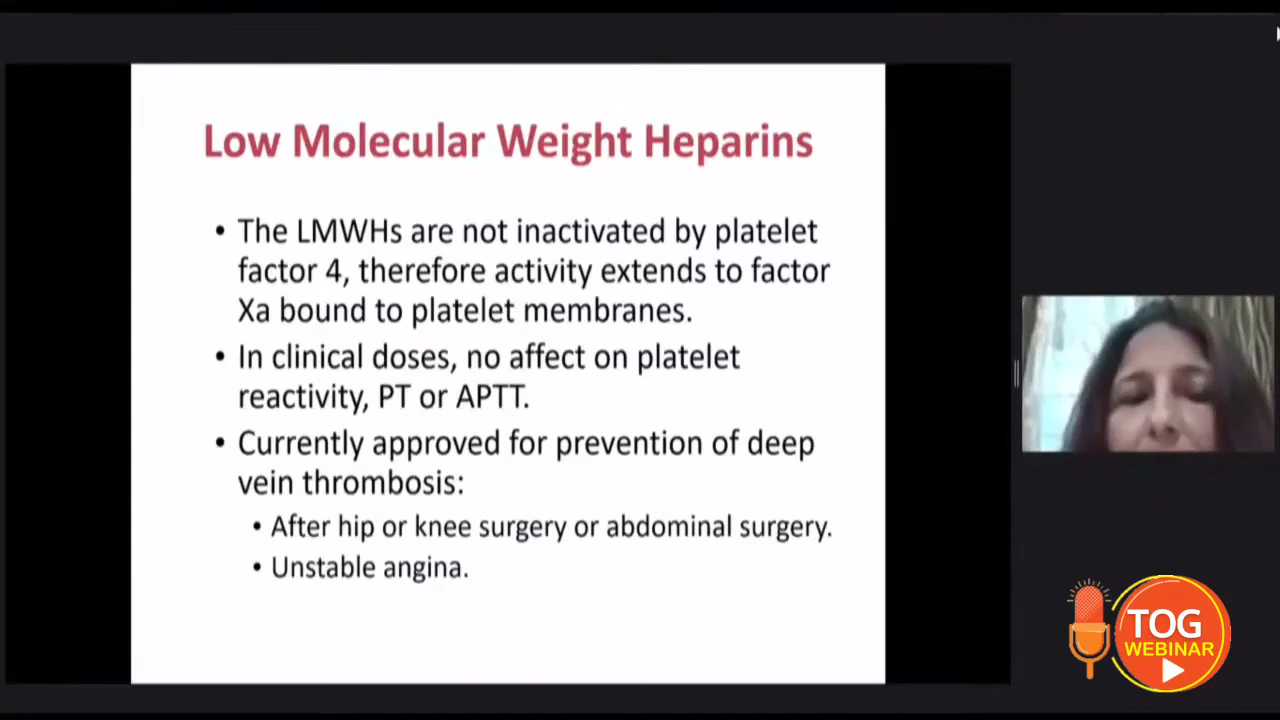 Low Molecular Weight Heparins
• The LMWHs are not inactivated by platelet
factor 4, therefore activity extends to factor
Xa bound to platelet membranes.
• In clinical doses, no affect on platelet
reactivity, PT or APTT.
• Currently approved for prevention of deep
vein thrombosis:
• After hip or knee surgery or abdominal surgery.
• Unstable angina.
TOG
WEBINAR